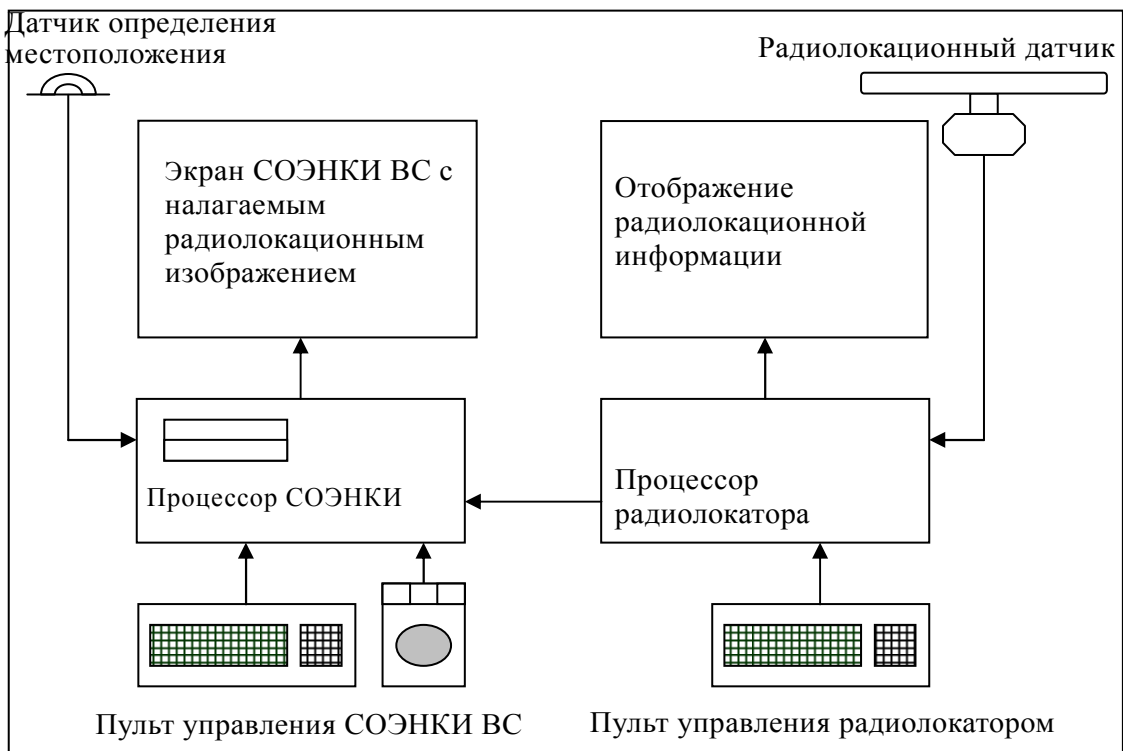 Датчик определения
местоположения
Радиолокационный датчик
Экран СОЭНКИ ВС с
налагаемым
радиолокационным
изображением
Отображение
радиолокационной
информации
Процессор СОЭНКИ
Процессор
радиолокатора
Пульт управления СОЭНКИ ВС
Пульт управления радиолокатором